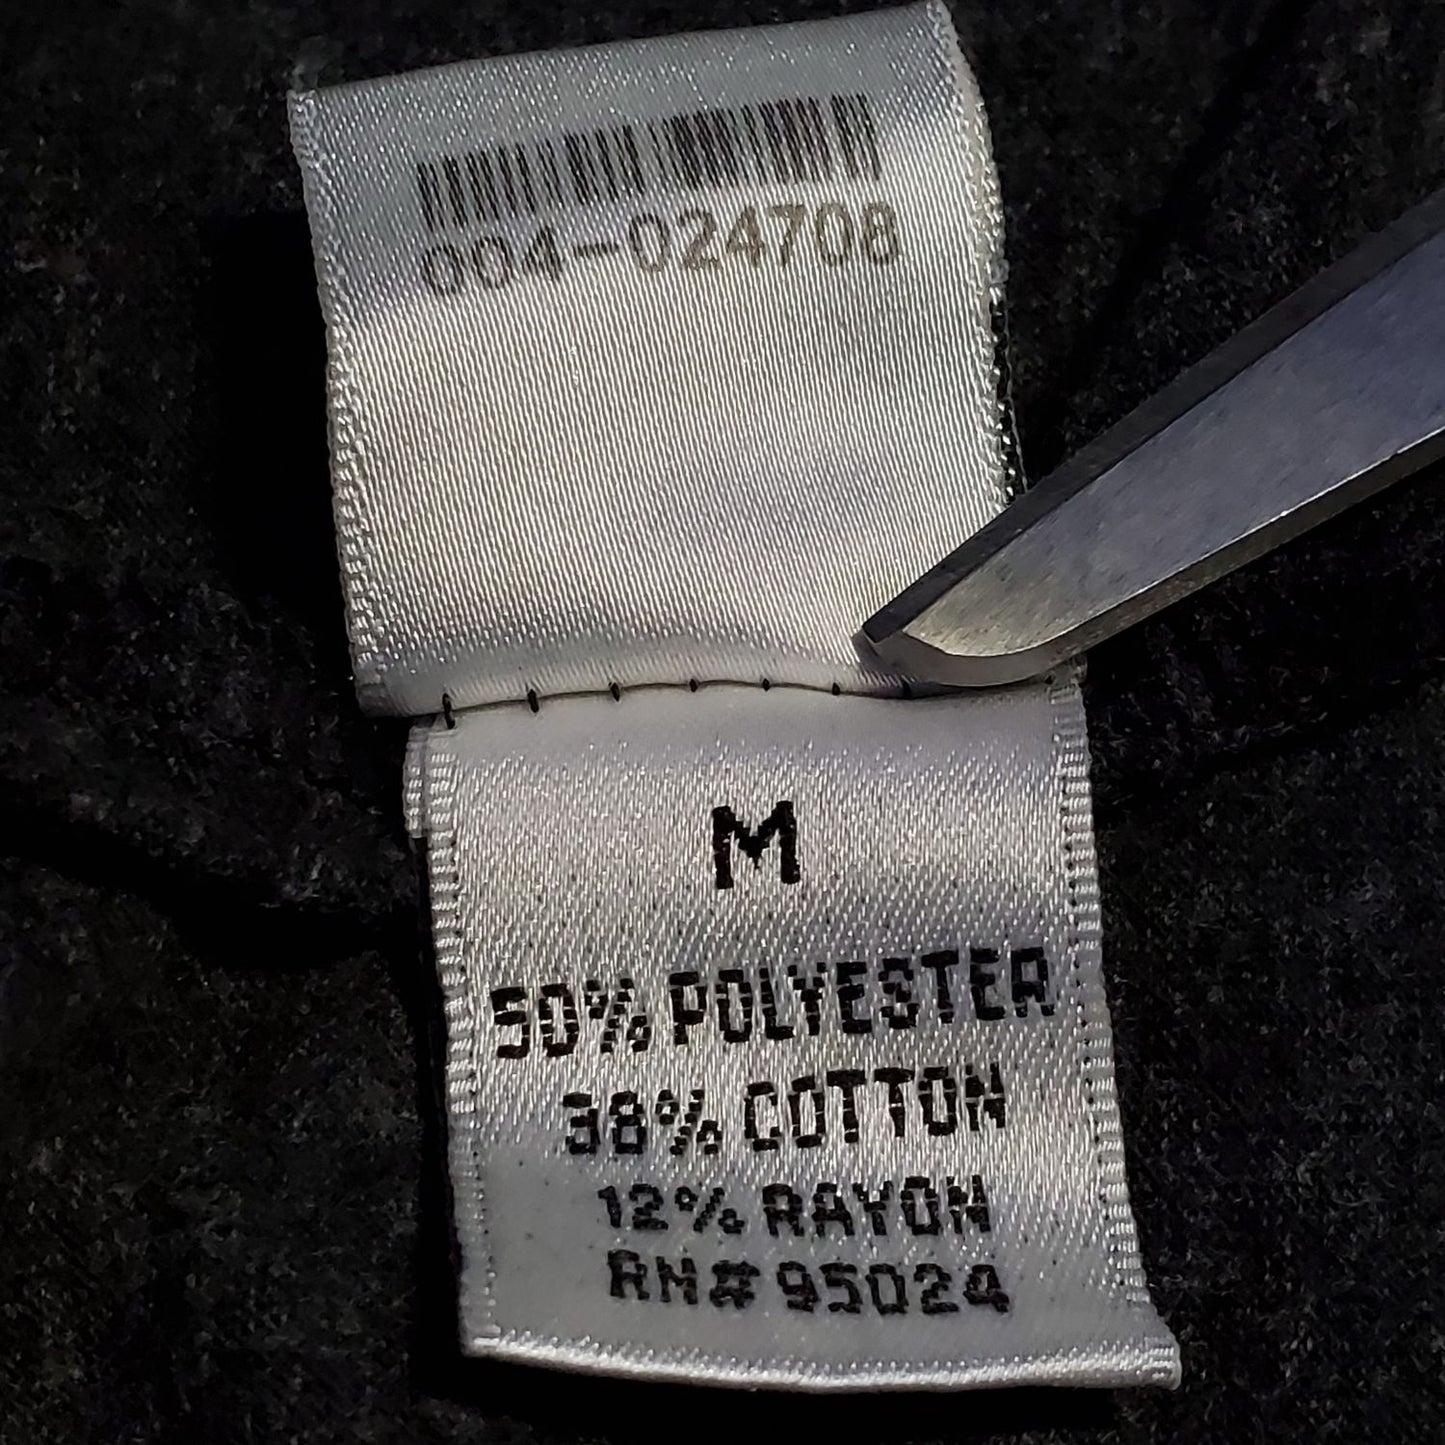 004-024708
M
50% POLYESTER
38% COTTON
12% RAYON
RN# 95024